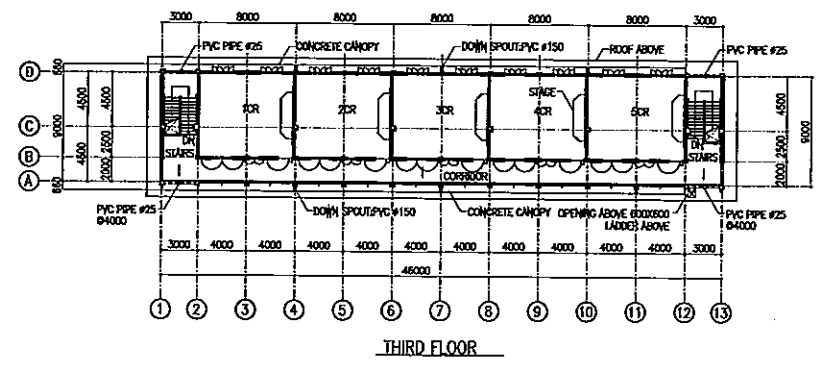 3000 8000 8000 8000 8000 8000 3000
PVC PIPE #25 CONCRETE CANOPY DOWN SPOUT:PVC #150 ROOF ABOVE PVC PIPE #25
D
C
B
A
650
9000
650
4500
4500
4500
2500
2000
1CR 2CR 3CR STAGE 4CR 5CR
DN
STAIRS
DN
STAIRS
CORRIDOR
4500
2500
2000
9000
PVC PIPE #25
@4000
DOWN SPOUT:PVC #150 CONCRETE CANOPY OPENING ABOVE 600X600
LADDER ABOVE
PVC PIPE #25
@4000
3000 4000 4000 4000 4000 4000 4000 4000 4000 4000 4000 3000
46000
1 2 3 4 5 6 7 8 9 10 11 12 13
THIRD FLOOR